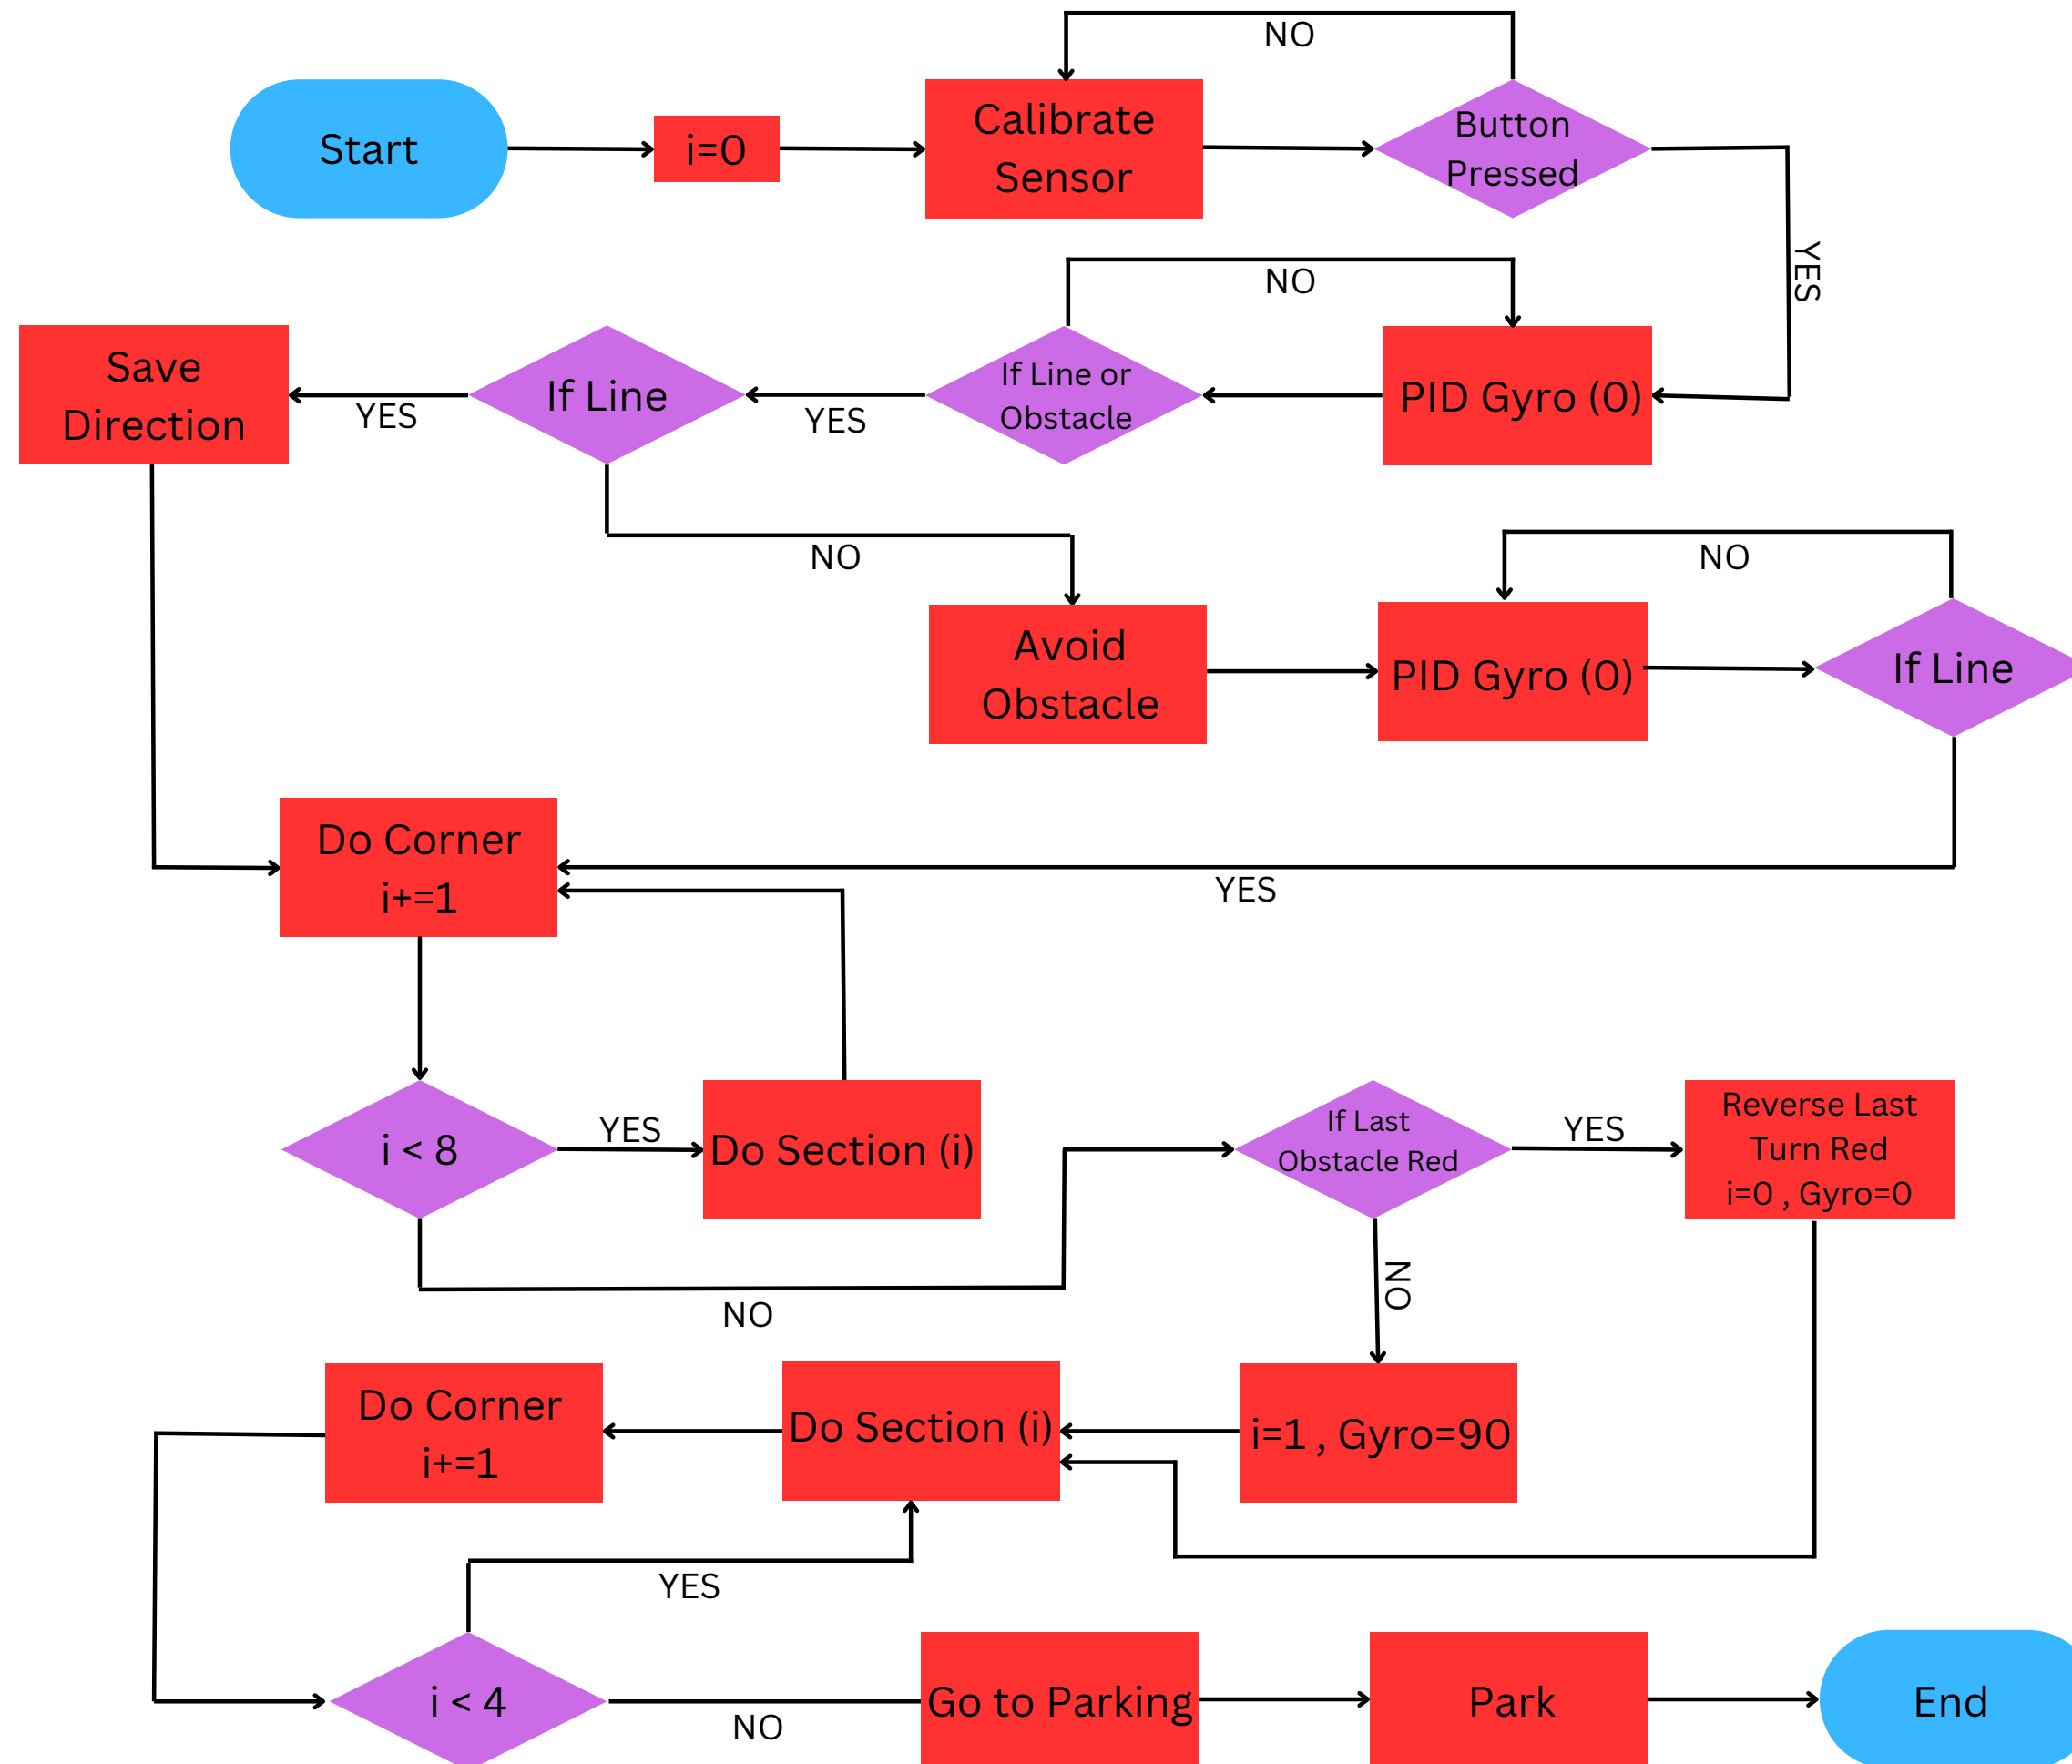 NO
Start
i=0
Calibrate
Sensor
Button
Pressed
YES
NO
Save
Direction
YES
If Line
YES
If Line or
Obstacle
PID Gyro (0)
NO
NO
Avoid
Obstacle
PID Gyro (0)
If Line
Do Corner
i+=1
YES
i < 8
YES
Do Section (i)
If Last
Obstacle Red
YES
Reverse Last
Turn Red
i=0 , Gyro=0
NO
NO
Do Corner
i+=1
Do Section (i)
i=1 , Gyro=90
YES
i < 4
NO
Go to Parking
Park
End